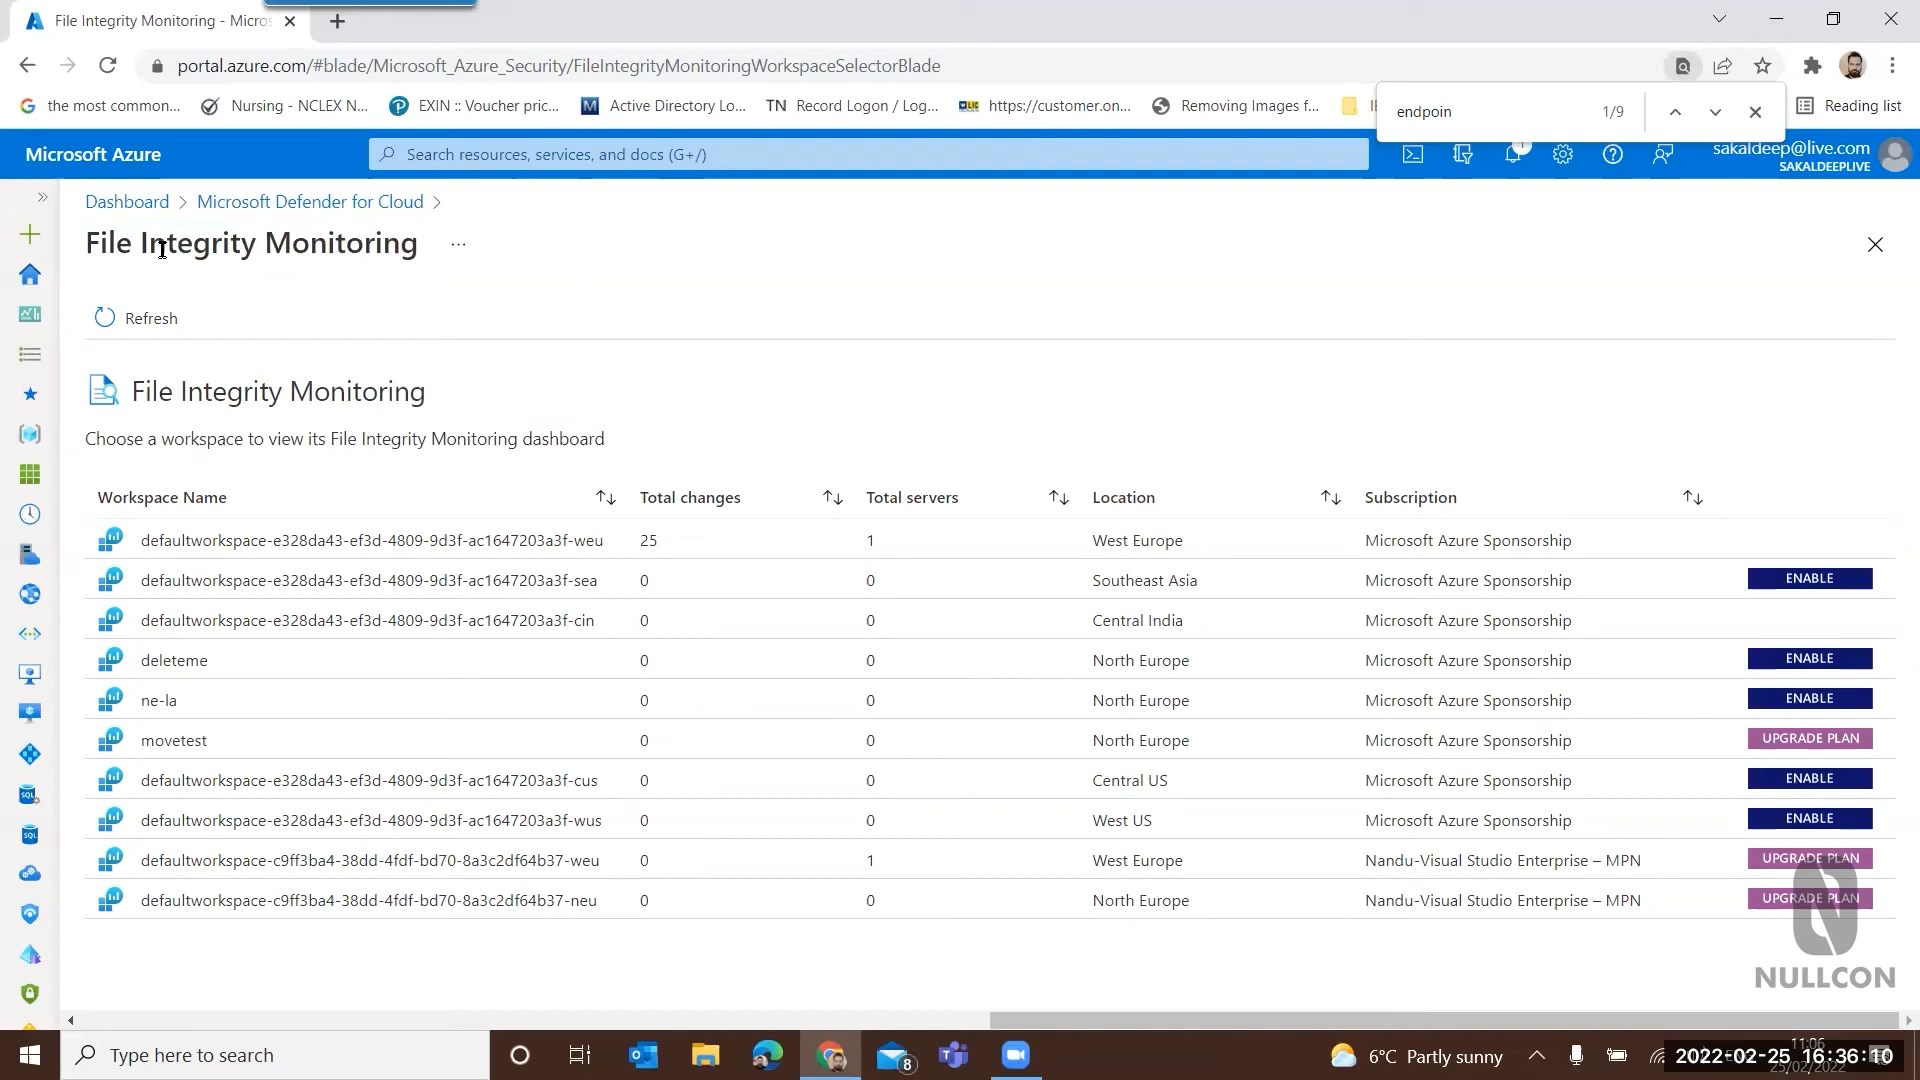 File Integrity Monitoring - Micros
portal.azure.com/#blade/Microsoft_Azure_Security/FileIntegrityMonitoringWorkspaceSelectorBlade
the most common...
Nursing - NCLEX N...
EXIN :: Voucher pric...
Active Directory Lo...
TN Record Logon / Log...
https://customer.on...
Removing Images f...
endpoin 1/9
Reading list
Microsoft Azure
Search resources, services, and docs (G+/)
1
sakaldeep@live.com
SAKALDEEPLIVE
Dashboard > Microsoft Defender for Cloud >
File Integrity Monitoring ...
Refresh
File Integrity Monitoring
Choose a workspace to view its File Integrity Monitoring dashboard
Workspace Name Total changes Total servers Location Subscription
defaultworkspace-e328da43-ef3d-4809-9d3f-ac1647203a3f-weu 25 1 West Europe Microsoft Azure Sponsorship
defaultworkspace-e328da43-ef3d-4809-9d3f-ac1647203a3f-sea 0 0 Southeast Asia Microsoft Azure Sponsorship ENABLE
defaultworkspace-e328da43-ef3d-4809-9d3f-ac1647203a3f-cin 0 0 Central India Microsoft Azure Sponsorship
deleteme 0 0 North Europe Microsoft Azure Sponsorship ENABLE
ne-la 0 0 North Europe Microsoft Azure Sponsorship ENABLE
movetest 0 0 North Europe Microsoft Azure Sponsorship UPGRADE PLAN
defaultworkspace-e328da43-ef3d-4809-9d3f-ac1647203a3f-cus 0 0 Central US Microsoft Azure Sponsorship ENABLE
defaultworkspace-e328da43-ef3d-4809-9d3f-ac1647203a3f-wus 0 0 West US Microsoft Azure Sponsorship ENABLE
defaultworkspace-c9ff3ba4-38dd-4fdf-bd70-8a3c2df64b37-weu 0 1 West Europe Nandu-Visual Studio Enterprise – MPN UPGRADE PLAN
defaultworkspace-c9ff3ba4-38dd-4fdf-bd70-8a3c2df64b37-neu 0 0 North Europe Nandu-Visual Studio Enterprise – MPN UPGRADE PLAN
NULLCON
Type here to search
8
6°C Partly sunny
11:06
2022-02-25 16:36:10
25/02/2022